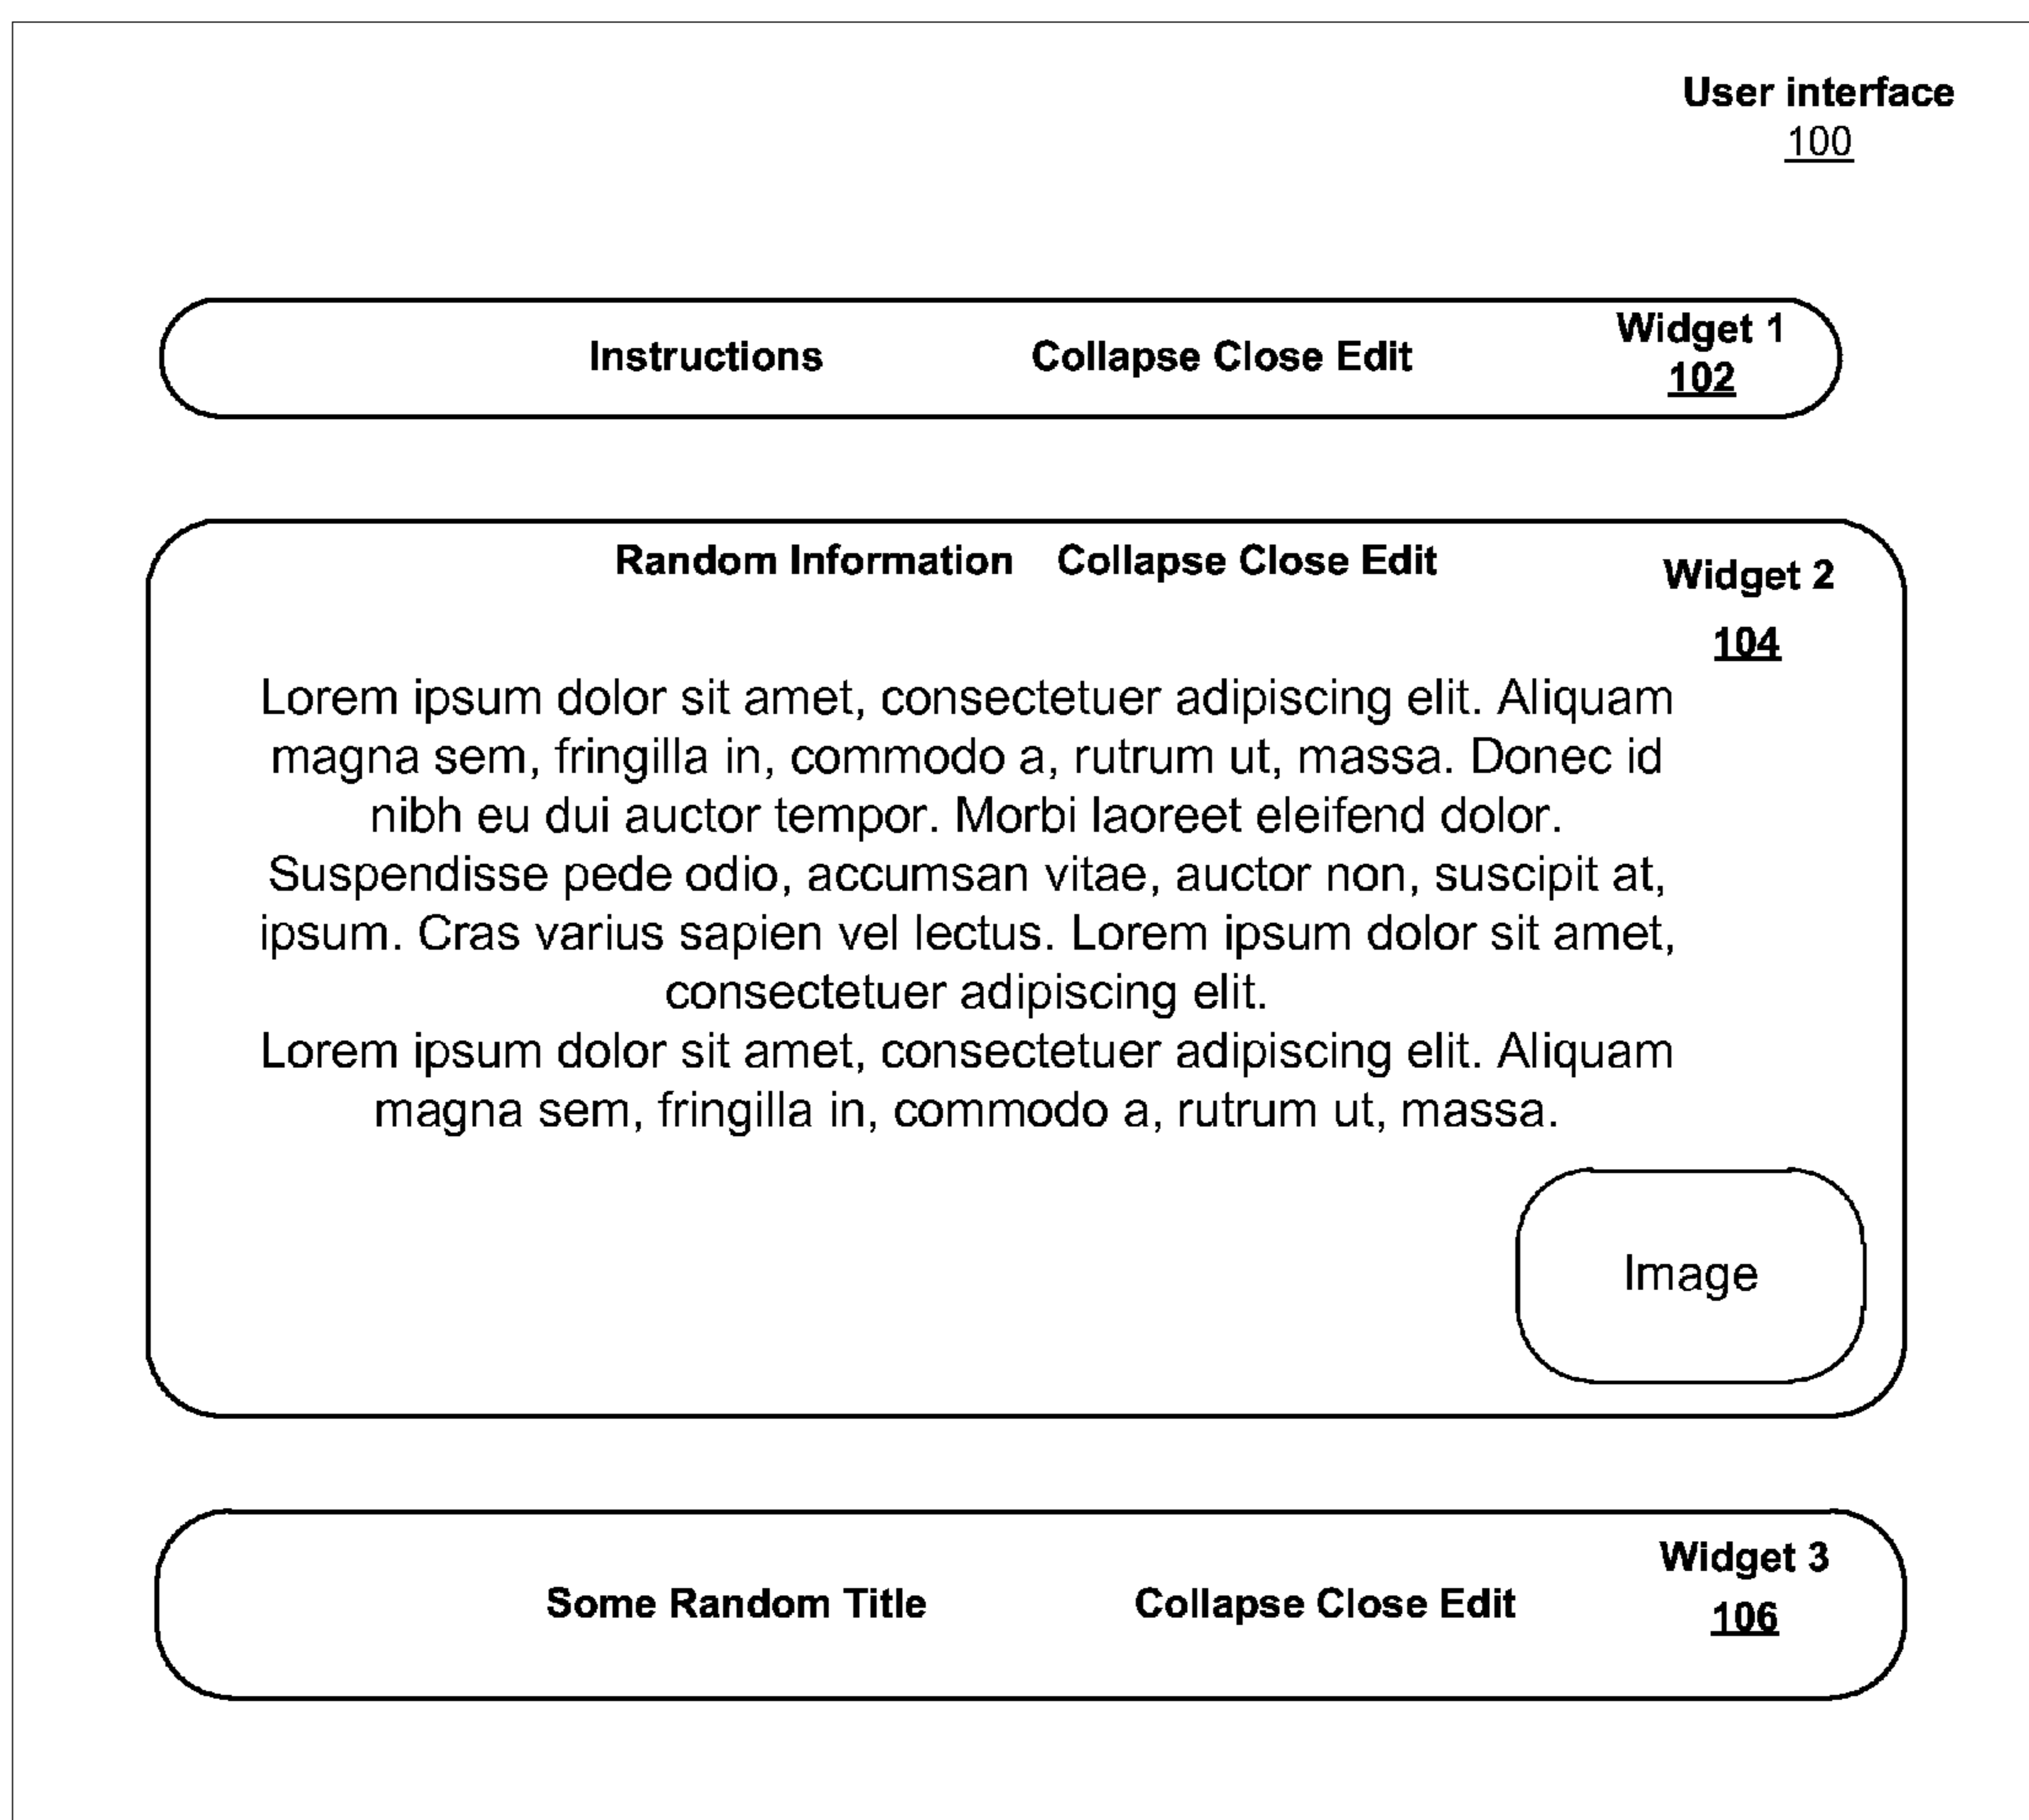 User interface
100
Instructions Collapse Close Edit Widget 1
102
Random Information Collapse Close Edit Widget 2
104
Lorem ipsum dolor sit amet, consectetuer adipiscing elit. Aliquam
magna sem, fringilla in, commodo a, rutrum ut, massa. Donec id
nibh eu dui auctor tempor. Morbi laoreet eleifend dolor.
Suspendisse pede odio, accumsan vitae, auctor non, suscipit at,
ipsum. Cras varius sapien vel lectus. Lorem ipsum dolor sit amet,
consectetuer adipiscing elit.
Lorem ipsum dolor sit amet, consectetuer adipiscing elit. Aliquam
magna sem, fringilla in, commodo a, rutrum ut, massa.
Image
Some Random Title Collapse Close Edit Widget 3
106